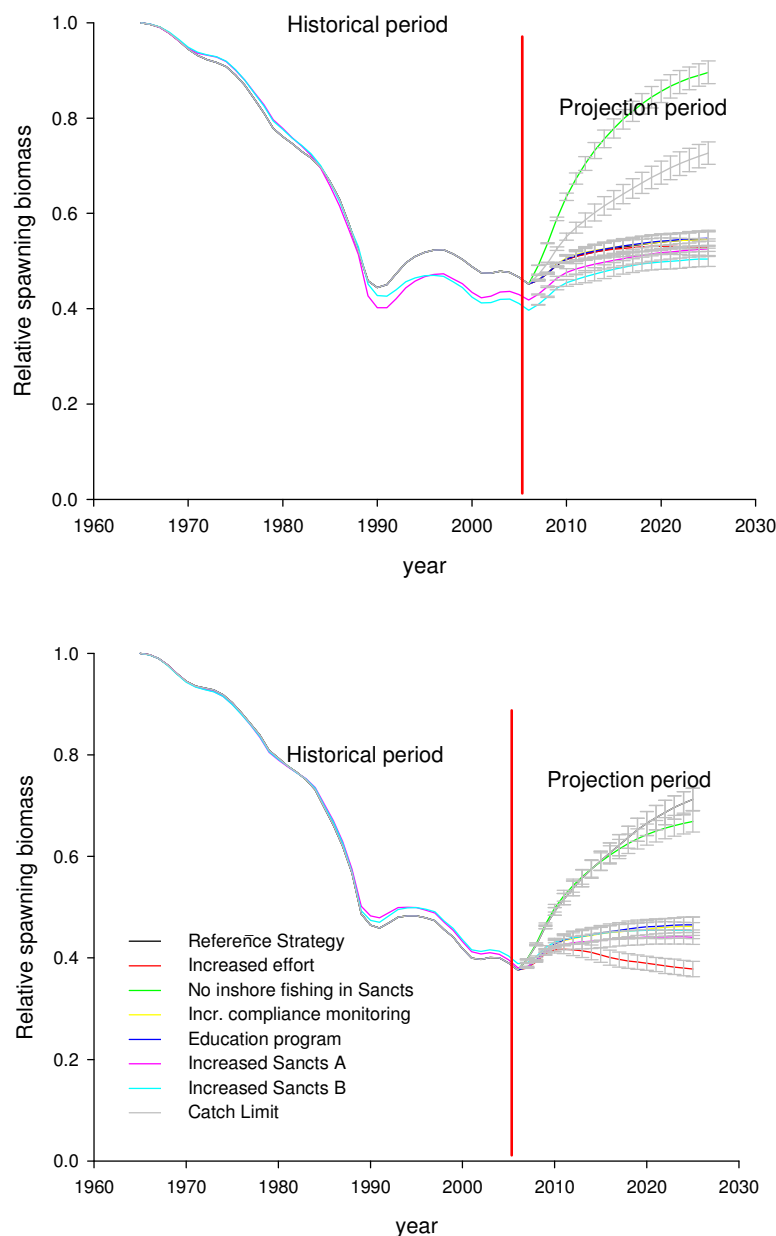 Historical period
Projection period
Relative spawning biomass
1.0
0.8
0.6
0.4
0.2
0.0
1960 1970 1980 1990 2000 2010 2020 2030
year
Historical period
Projection period
Relative spawning biomass
1.0
0.8
0.6
0.4
0.2
0.0
Reference Strategy
Increased effort
No inshore fishing in Sancts
Incr. compliance monitoring
Education program
Increased Sancts A
Increased Sancts B
Catch Limit
1960 1970 1980 1990 2000 2010 2020 2030
year